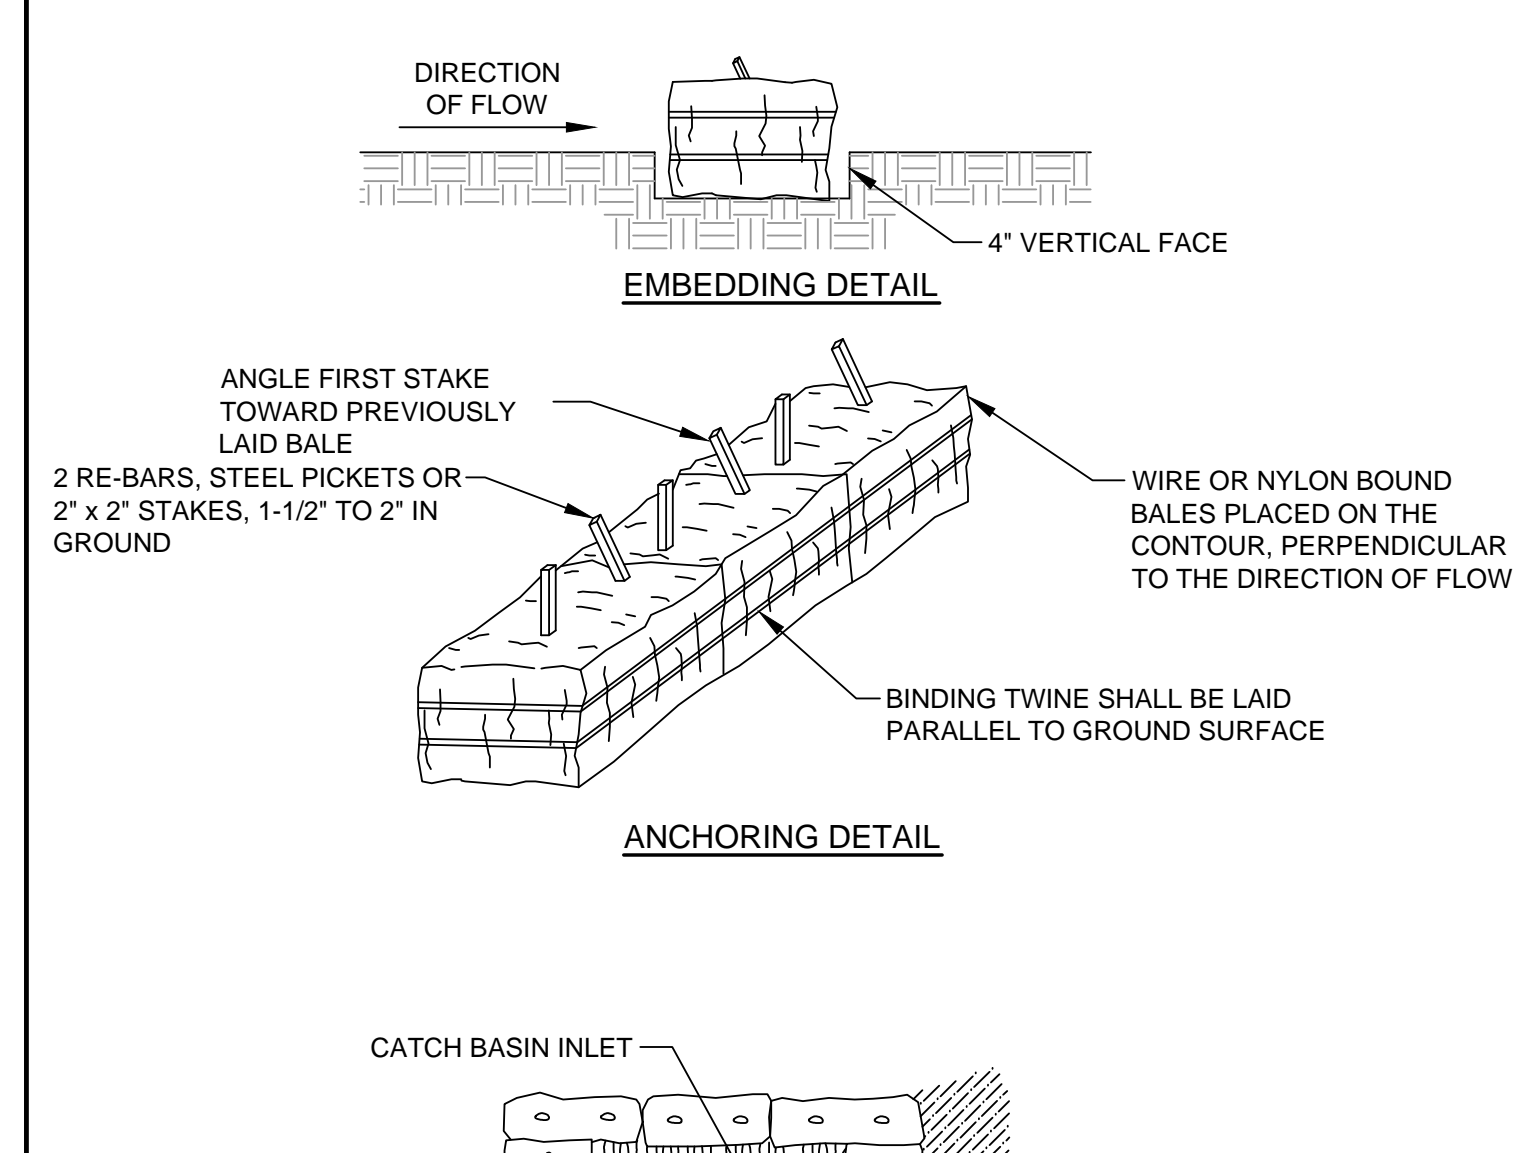 DIRECTION
OF FLOW
4" VERTICAL FACE
EMBEDDING DETAIL
ANGLE FIRST STAKE
TOWARD PREVIOUSLY
LAID BALE
2 RE-BARS, STEEL PICKETS OR
2" x 2" STAKES, 1-1/2" TO 2" IN
GROUND
WIRE OR NYLON BOUND
BALES PLACED ON THE
CONTOUR, PERPENDICULAR
TO THE DIRECTION OF FLOW
BINDING TWINE SHALL BE LAID
PARALLEL TO GROUND SURFACE
ANCHORING DETAIL
CATCH BASIN INLET